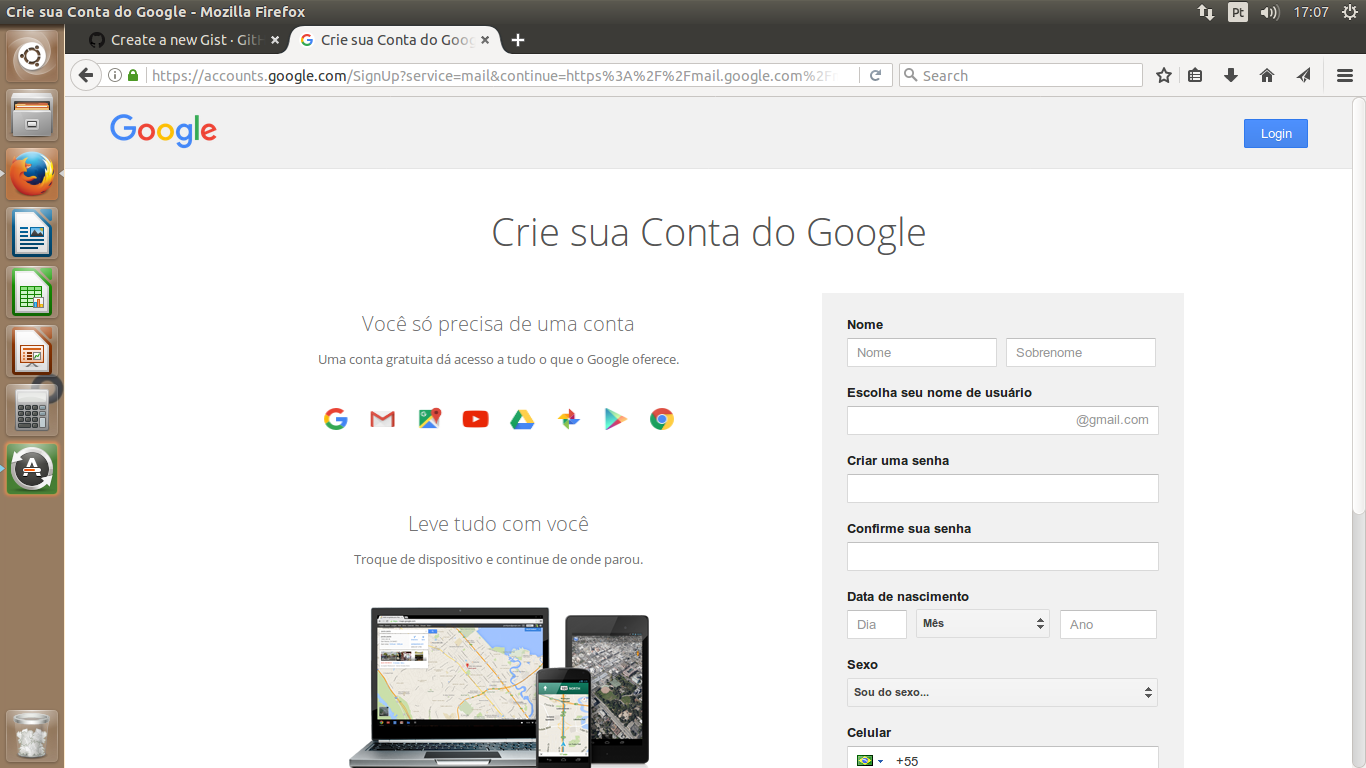 Crie sua Conta do Google - Mozilla Firefox
Pt
17:07
Create a new Gist · Git
Crie sua Conta do Goog
https://accounts.google.com/SignUp?service=mail&continue=https%3A%2F%2Fmail.google.com%2F
Search
Google
Login
Crie sua Conta do Google
Você só precisa de uma conta
Uma conta gratuita dá acesso a tudo o que o Google oferece.
Leve tudo com você
Troque de dispositivo e continue de onde parou.
Nome
Nome
Sobrenome
Escolha seu nome de usuário
@gmail.com
Criar uma senha
Confirme sua senha
Data de nascimento
Dia
Mês
Ano
Sexo
Sou do sexo...
Celular
+55